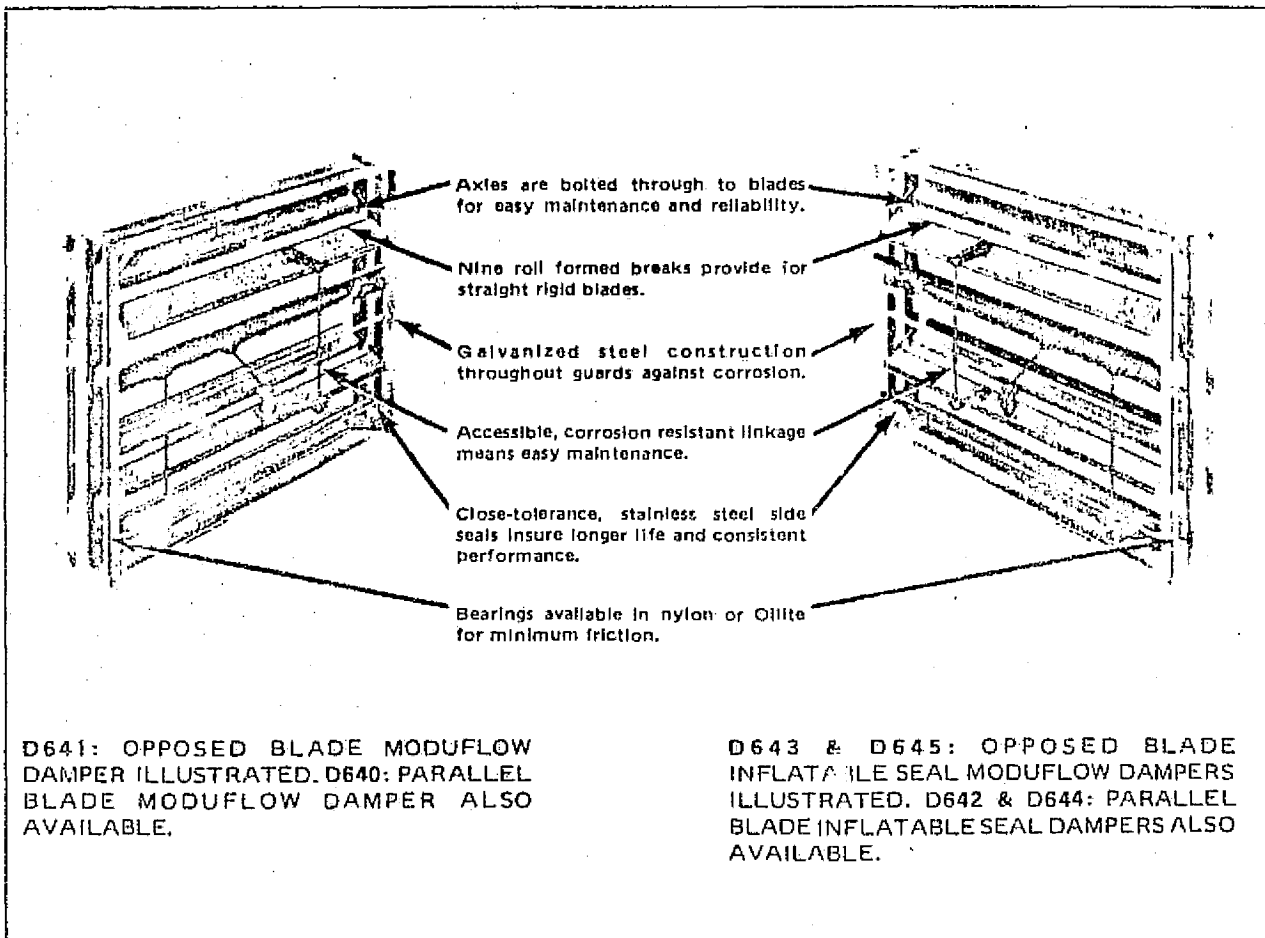 Axles are bolted through to blades
for easy maintenance and reliability.
Nine roll formed breaks provide for
straight rigid blades.
Galvanized steel construction
throughout guards against corrosion.
Accessible, corrosion resistant linkage
means easy maintenance.
Close-tolerance, stainless steel side
seals insure longer life and consistent
performance.
Bearings available in nylon or Oilite
for minimum friction.
D641: OPPOSED BLADE MODUFLOW
DAMPER ILLUSTRATED. D640: PARALLEL
BLADE MODUFLOW DAMPER ALSO
AVAILABLE.
D643 & D645: OPPOSED BLADE
INFLATABLE SEAL MODUFLOW DAMPERS
ILLUSTRATED. D642 & D644: PARALLEL
BLADE INFLATABLE SEAL DAMPERS ALSO
AVAILABLE.